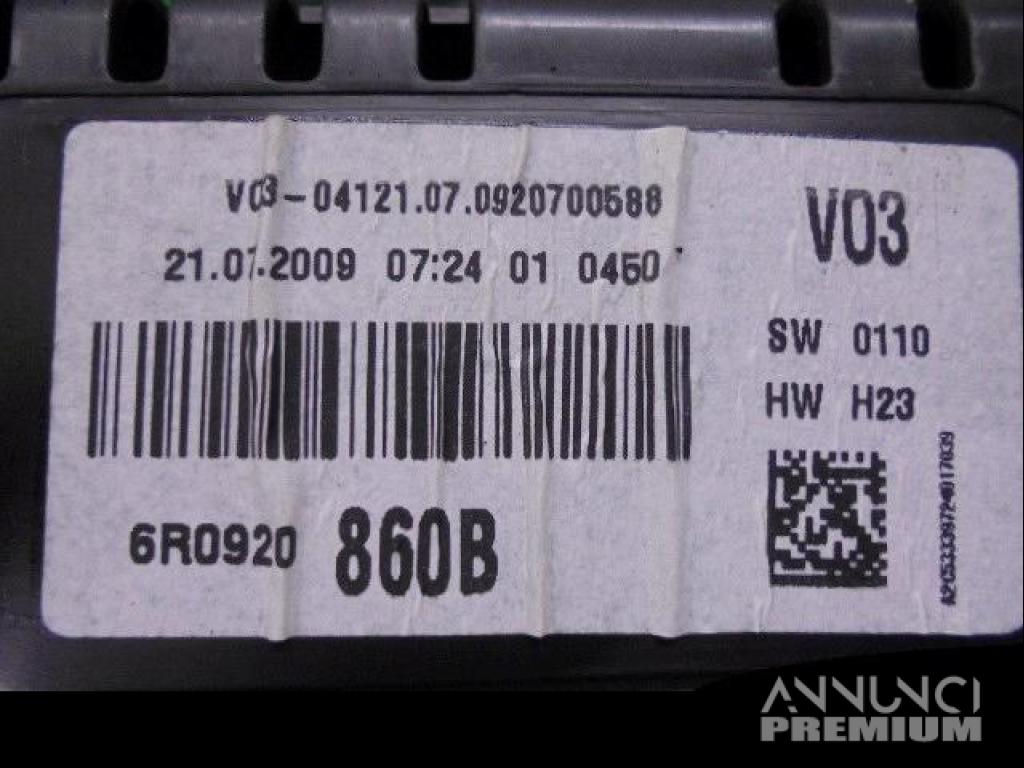 V03-04121.07.0920700588
21.07.2009 07:24 01 0450
V03
SW 0110
HW H23
6R0920 860B
A2C53339724017039
ANNUNCI
PREMIUM